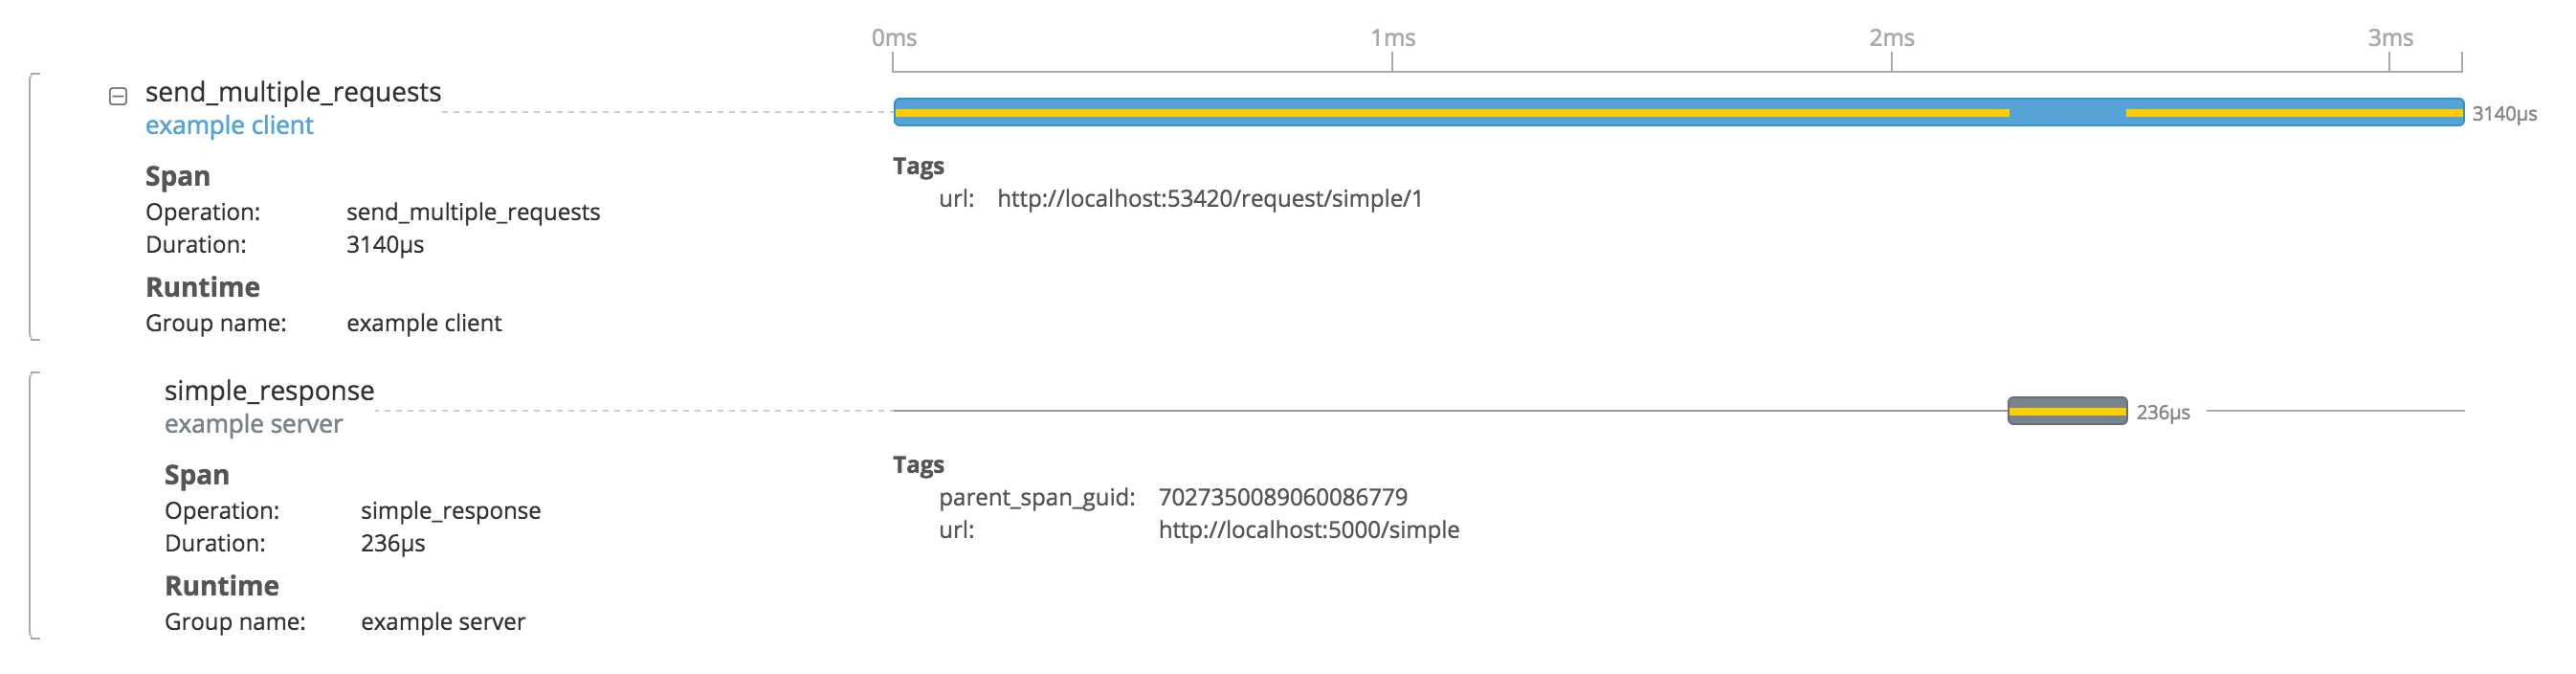 0ms 1ms 2ms 3ms
send_multiple_requests
example client
3140µs
Span
Operation: send_multiple_requests
Duration: 3140µs
Runtime
Group name: example client
Tags
url: http://localhost:53420/request/simple/1
simple_response
example server
236µs
Span
Operation: simple_response
Duration: 236µs
Runtime
Group name: example server
Tags
parent_span_guid: 7027350089060086779
url: http://localhost:5000/simple